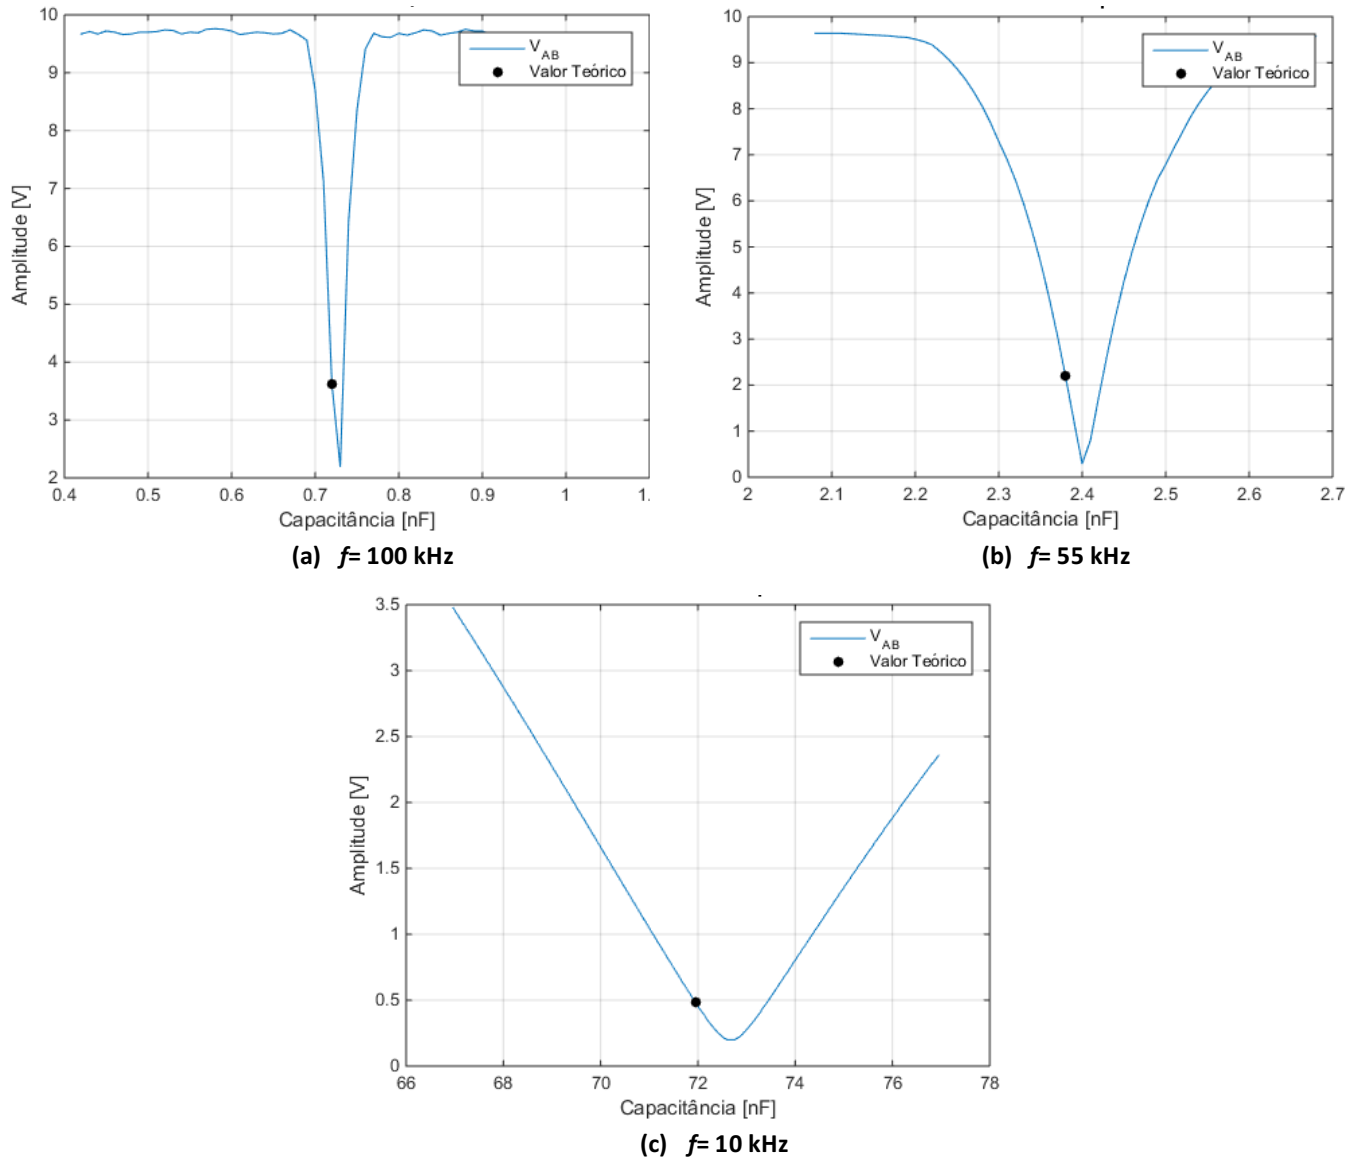 10
9
8
7
6
5
4
3
2
Amplitude [V]
V_AB
Valor Teórico
0.4 0.5 0.6 0.7 0.8 0.9 1 1.
Capacitância [nF]
(a) f= 100 kHz
10
9
8
7
6
5
4
3
2
1
0
Amplitude [V]
V_AB
Valor Teórico
2 2.1 2.2 2.3 2.4 2.5 2.6 2.7
Capacitância [nF]
(b) f= 55 kHz
3.5
3
2.5
2
1.5
1
0.5
0
Amplitude [V]
V_AB
Valor Teórico
66 68 70 72 74 76 78
Capacitância [nF]
(c) f= 10 kHz